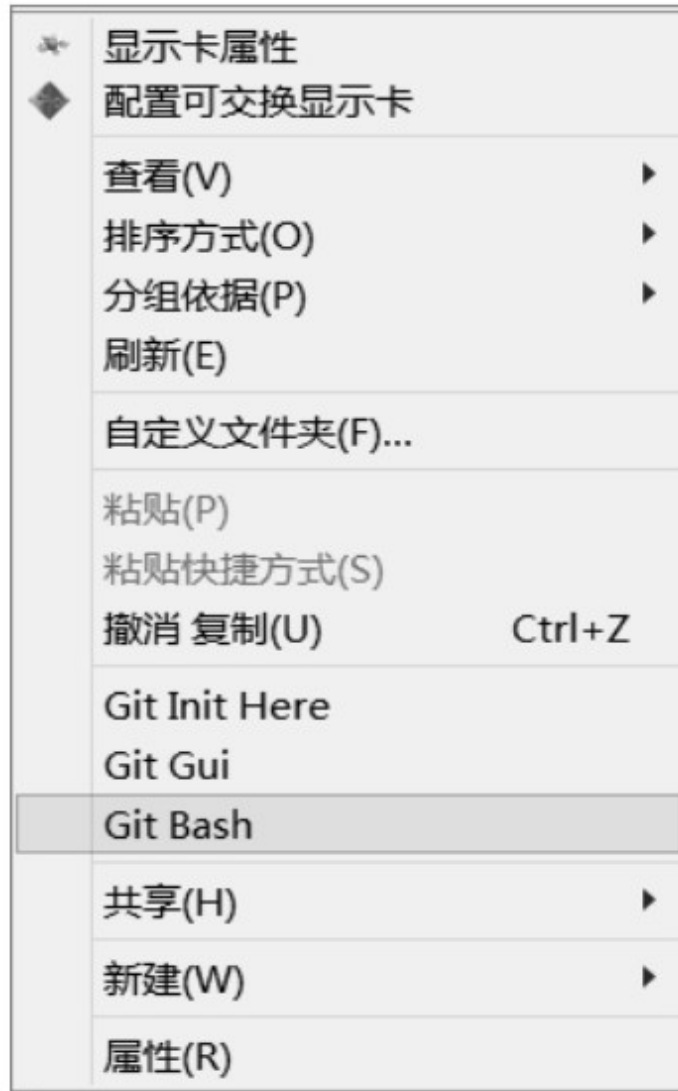 显示卡属性
配置可交换显示卡
查看(V)
排序方式(O)
分组依据(P)
刷新(E)
自定义文件夹(F)...
粘贴(P)
粘贴快捷方式(S)
撤消 复制(U) Ctrl+Z
Git Init Here
Git Gui
Git Bash
共享(H)
新建(W)
属性(R)